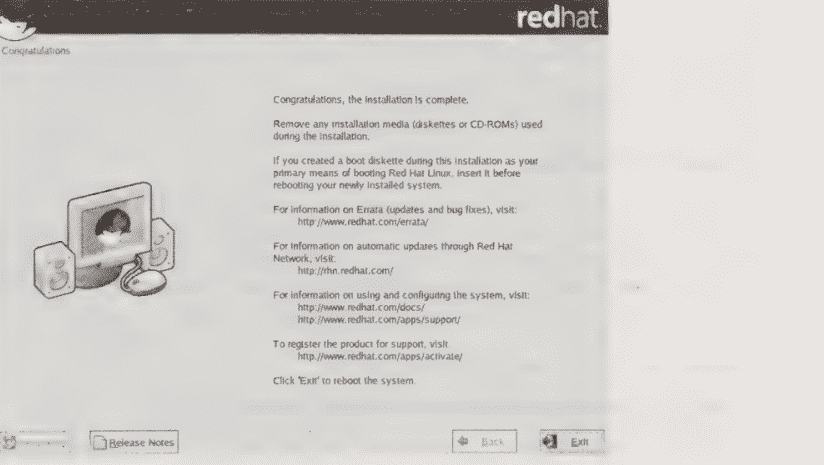 redhat.
Congratulations
Congratulations, the installation is complete.
Remove any installation media (diskettes or CD-ROMs) used
during the installation.
If you created a boot diskette during this installation as your
primary means of booting Red Hat Linux, insert it before
rebooting your newly installed system.
For information on Errata (updates and bug fixes), visit:
http://www.redhat.com/errata/
For information on automatic updates through Red Hat
Network, visit:
http://rhn.redhat.com/
For information on using and configuring the system, visit:
http://www.redhat.com/docs/
http://www.redhat.com/apps/support/
To register the product for support, visit
http://www.redhat.com/apps/activate/
Click 'Exit' to reboot the system.
Release Notes
Back
Exit